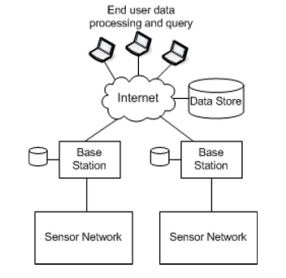 End user data
processing and query
Internet
Data Store
Base
Station
Base
Station
Sensor Network
Sensor Network